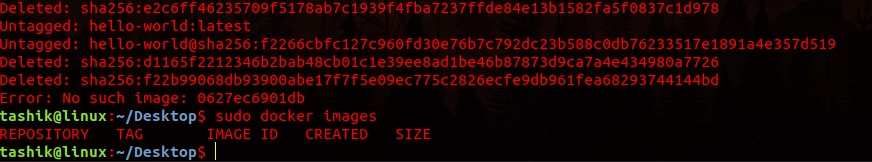 Deleted: sha256:e2c6ff46235709f5178ab7c1939f4fba7237ffde84e13b1582fa5f0837c1d978
Untagged: hello-world:latest
Untagged: hello-world@sha256:f2266cbfc127c960fd30e76b7c792dc23b588c0db76233517e1891a4e357d519
Deleted: sha256:d1165f2212346b2bab48cb01c1e39ee8ad1be46b87873d9ca7a4e434980a7726
Deleted: sha256:f22b99068db93900abe17f7f5e09ec775c2826ecfe9db961fea68293744144bd
Error: No such image: 0627ec6901db
tashik@linux:~/Desktop$ sudo docker images
REPOSITORY   TAG       IMAGE ID   CREATED   SIZE
tashik@linux:~/Desktop$